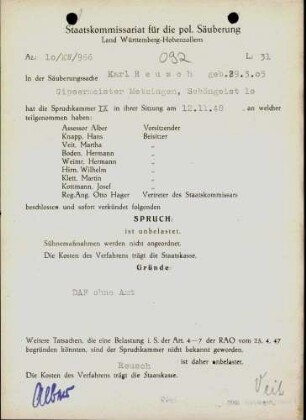 Staatskommissariat für die pol. Säuberung
Land Württemberg-Hohenzollern
Az.: 10/KW/966 092 L: 31
In der Säuberungssache Karl Reusch geb. 29.3.05
Gipsermeister Metzingen, Schöngeist 10
hat die Spruchkammer IX in ihrer Sitzung am 12.11.48. an welcher
teilgenommen haben:
Assessor Alber Vorsitzender
Knapp, Hans Beisitzer
Veit, Martha "
Boden, Hermann "
Weimr, Hermann "
Hirn, Wilhelm "
Klett, Martin "
Kottmann, Josef "
Reg.Ang. Otto Hager Vertreter des Staatskommissars
beschlossen und sofort verkündet folgenden
SPRUCH:
ist unbelastet.
Sühnemaßnahmen werden nicht angeordnet.
Die Kosten des Verfahrens trägt die Staatskasse.
Gründe:
DAF ohne Amt
Weitere Tatsachen, die eine Belastung i. S. der Art. 4—7 der RAO vom 25. 4. 47
begründen könnten, sind der Spruchkammer nicht bekannt geworden.
Reusch ist daher unbelastet.
Die Kosten des Verfahrens trägt die Staatskasse.
Alber Veit